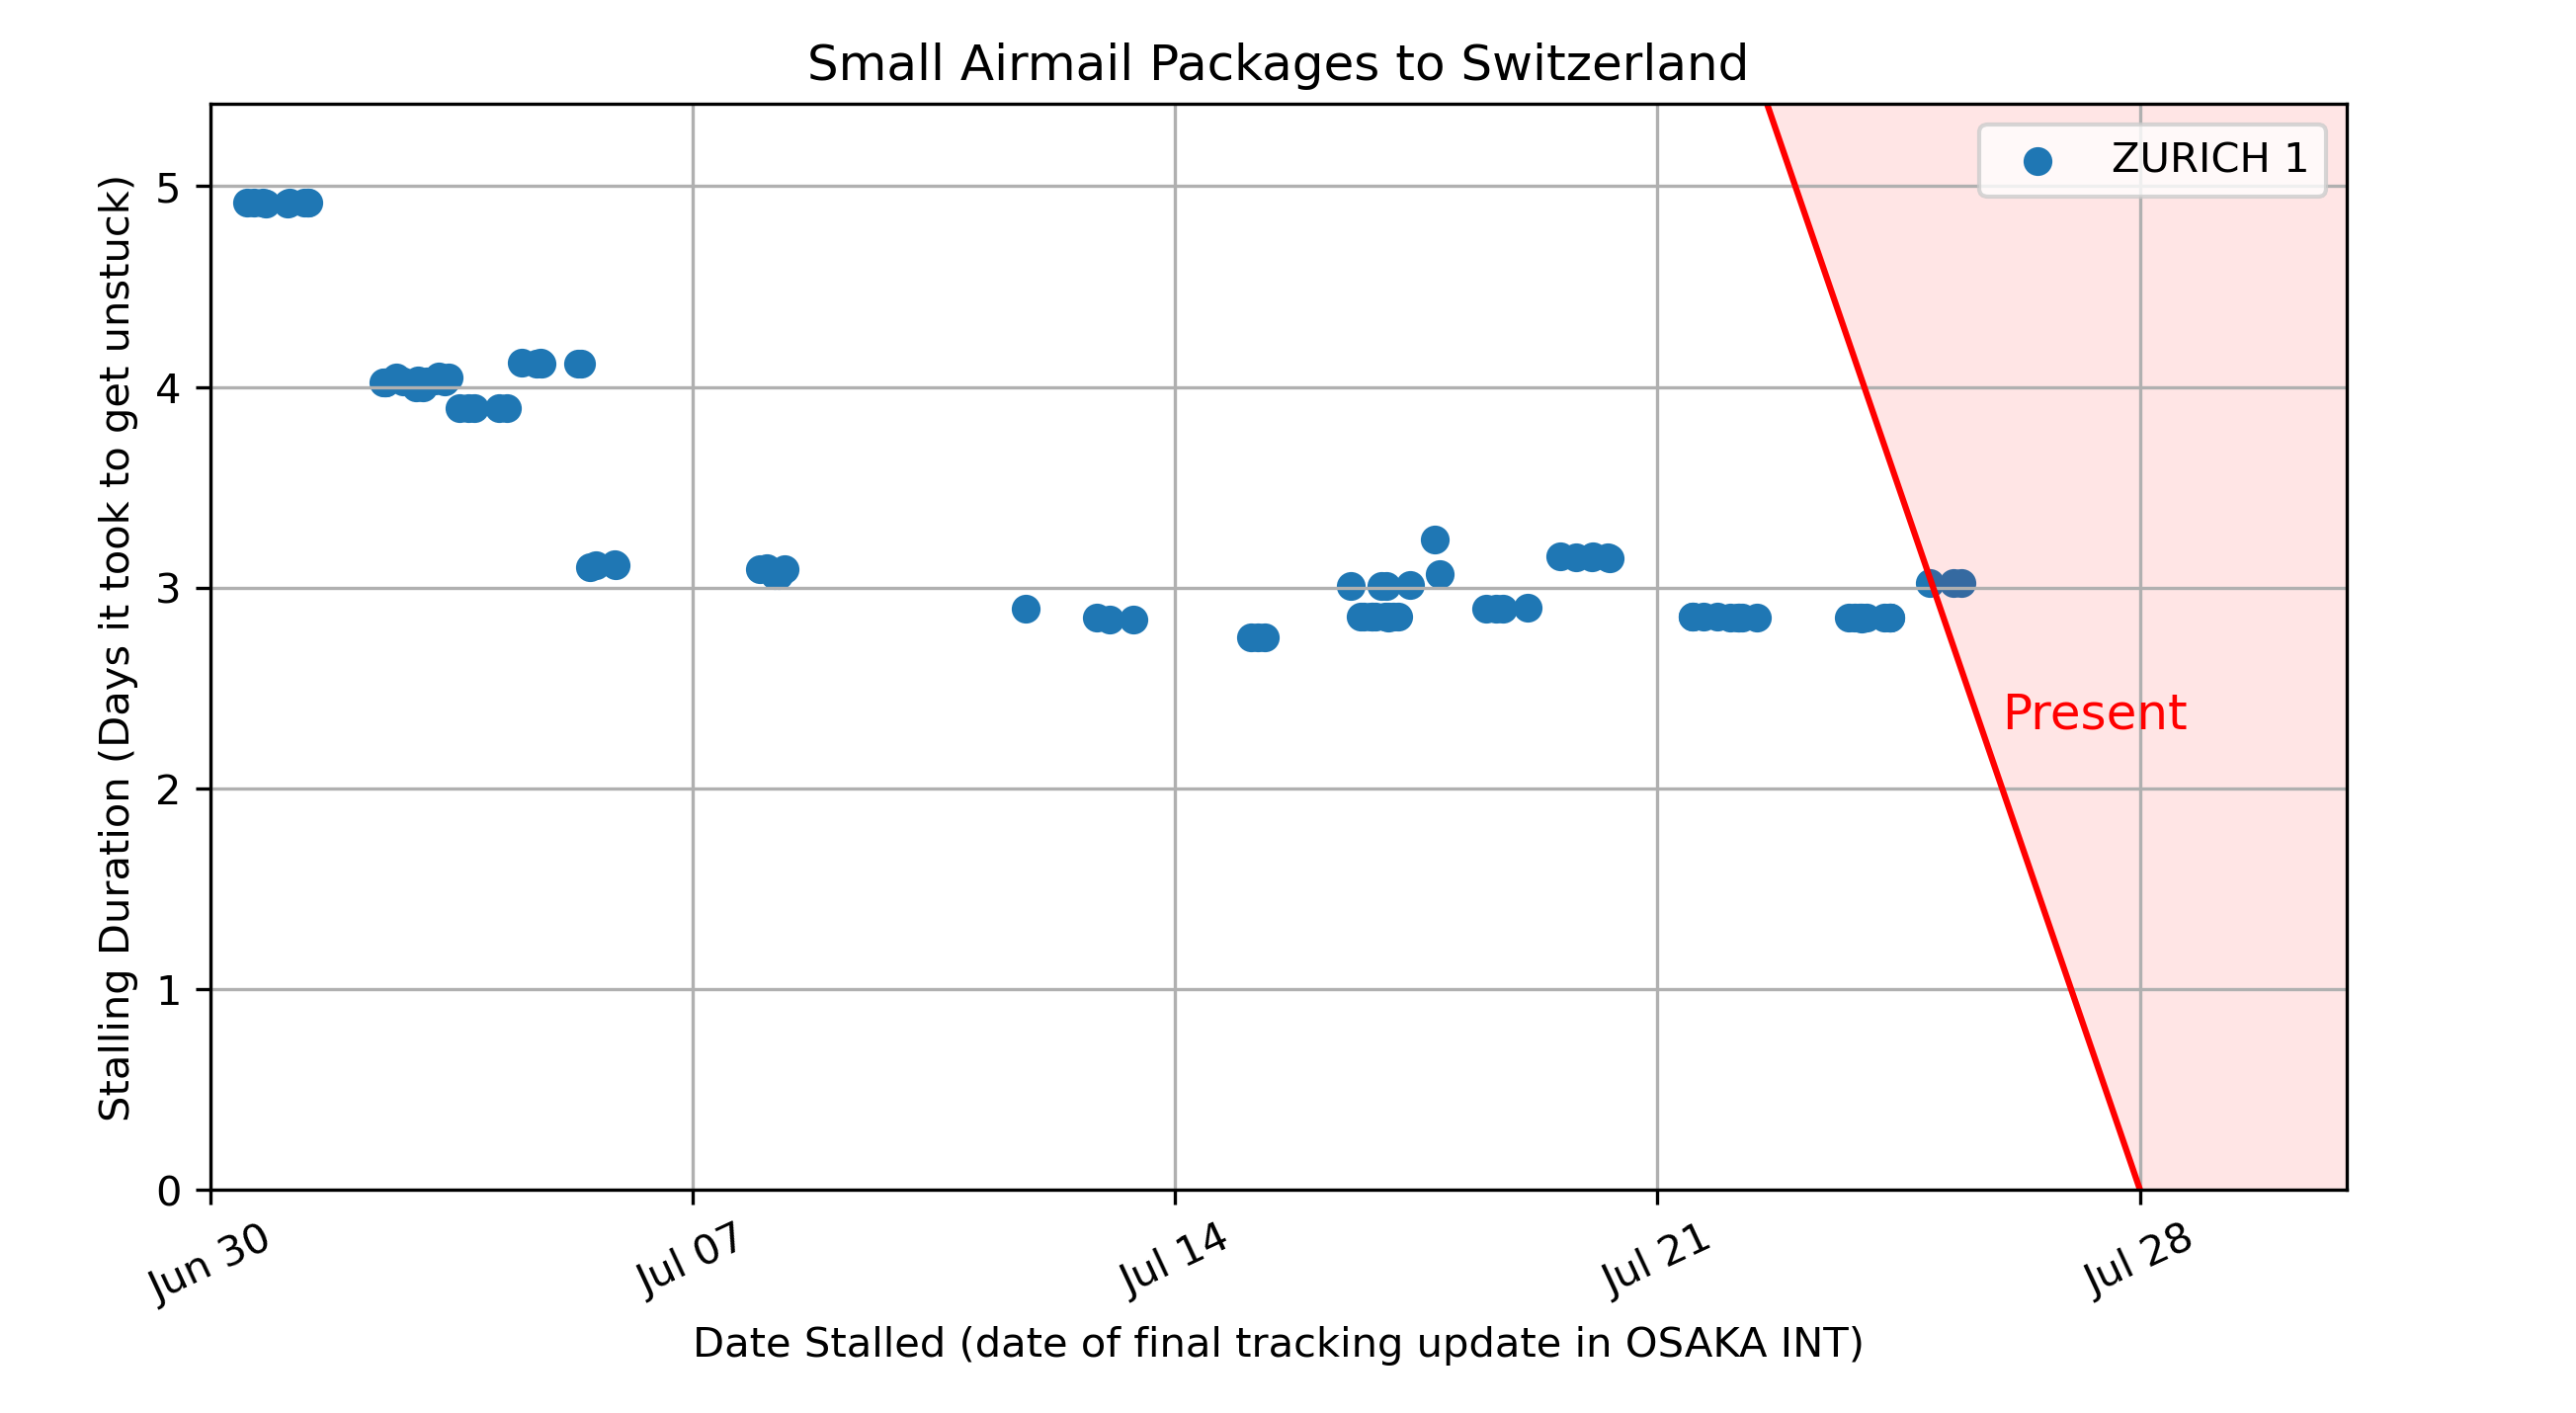 Small Airmail Packages to Switzerland
ZURICH 1
Stalling Duration (Days it took to get unstuck)
5
4
3
2
1
0
Present
Jun 30
Jul 07
Jul 14
Jul 21
Jul 28
Date Stalled (date of final tracking update in OSAKA INT)